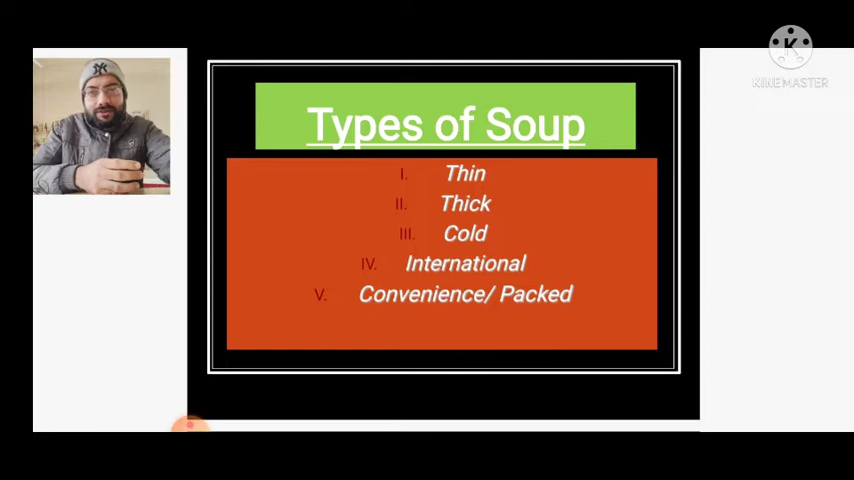 KINEMASTER
Types of Soup
I. Thin
II. Thick
III. Cold
IV. International
V. Convenience/ Packed